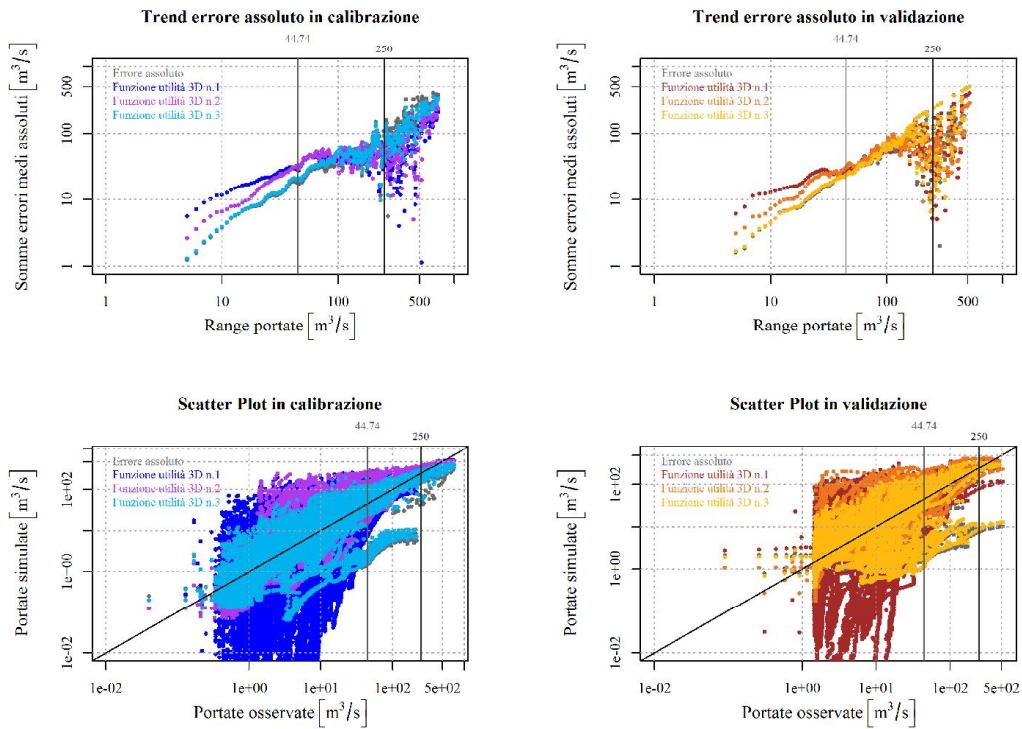 Trend errore assoluto in calibrazione
44.74
250
Errore assoluto
Funzione utilità 3D n.1
Funzione utilità 3D n.2
Funzione utilità 3D n.3
Somme errori medi assoluti [m³/s]
500
100
10
1
1
10
100
500
Range portate [m³/s]
Trend errore assoluto in validazione
44.74
250
Errore assoluto
Funzione utilità 3D n.1
Funzione utilità 3D n.2
Funzione utilità 3D n.3
Somme errori medi assoluti [m³/s]
500
100
10
1
1
10
100
500
Range portate [m³/s]
Scatter Plot in calibrazione
44.74
250
Errore assoluto
Funzione utilità 3D n.1
Funzione utilità 3D n.2
Funzione utilità 3D n.3
Portate simulate [m³/s]
1e+02
1e+00
1e-02
1e-02
1e+00
1e+01
1e+02
5e+02
Portate osservate [m³/s]
Scatter Plot in validazione
44.74
250
Errore assoluto
Funzione utilità 3D n.1
Funzione utilità 3D n.2
Funzione utilità 3D n.3
Portate simulate [m³/s]
1e+02
1e+00
1e-02
1e-02
1e+00
1e+01
1e+02
5e+02
Portate osservate [m³/s]